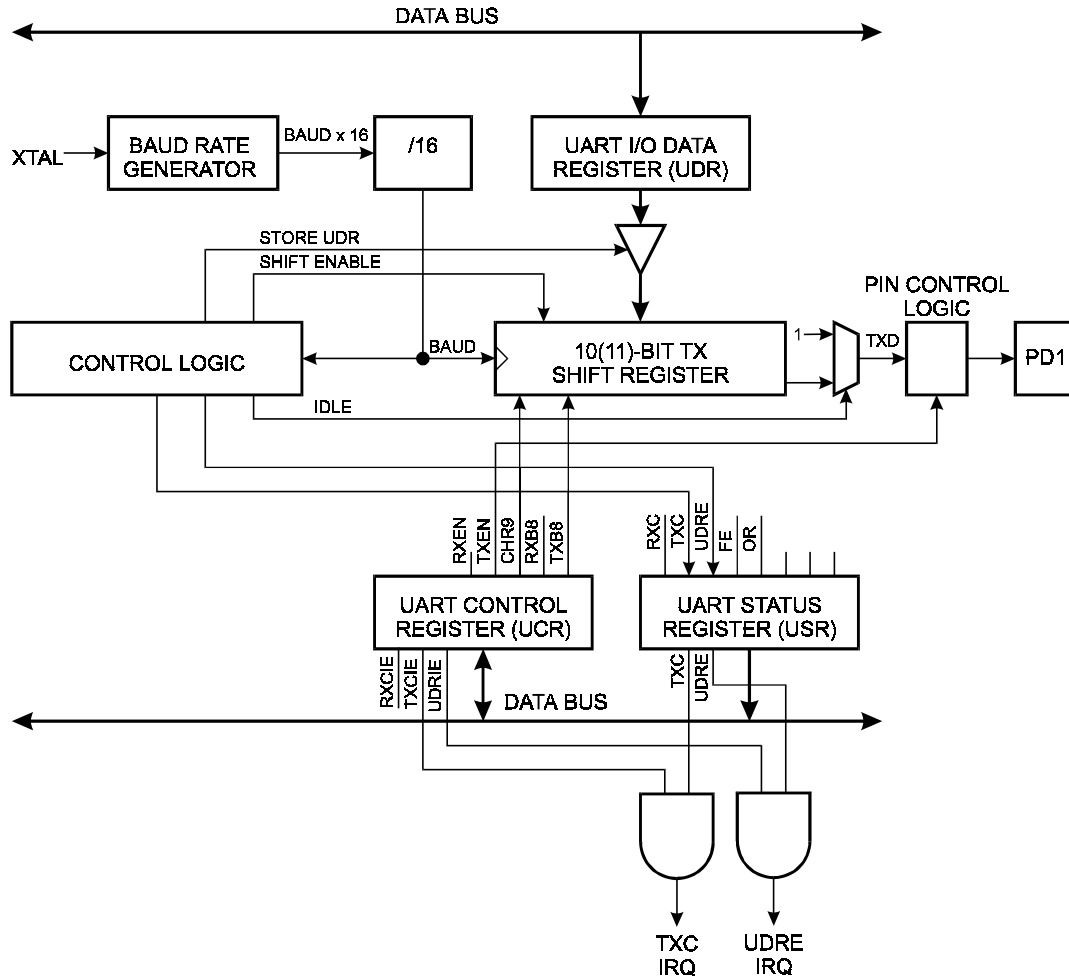 DATA BUS
XTAL
BAUD RATE
GENERATOR
BAUD x 16
/16
UART I/O DATA
REGISTER (UDR)
STORE UDR
SHIFT ENABLE
PIN CONTROL
LOGIC
CONTROL LOGIC
BAUD
10(11)-BIT TX
SHIFT REGISTER
1
TXD
PD1
IDLE
RXEN
TXEN
CHR9
RXB8
TXB8
RXC
TXC
UDRE
FE
OR
UART CONTROL
REGISTER (UCR)
UART STATUS
REGISTER (USR)
RXCIE
TXCIE
UDRIE
TXC
UDRE
DATA BUS
TXC
IRQ
UDRE
IRQ